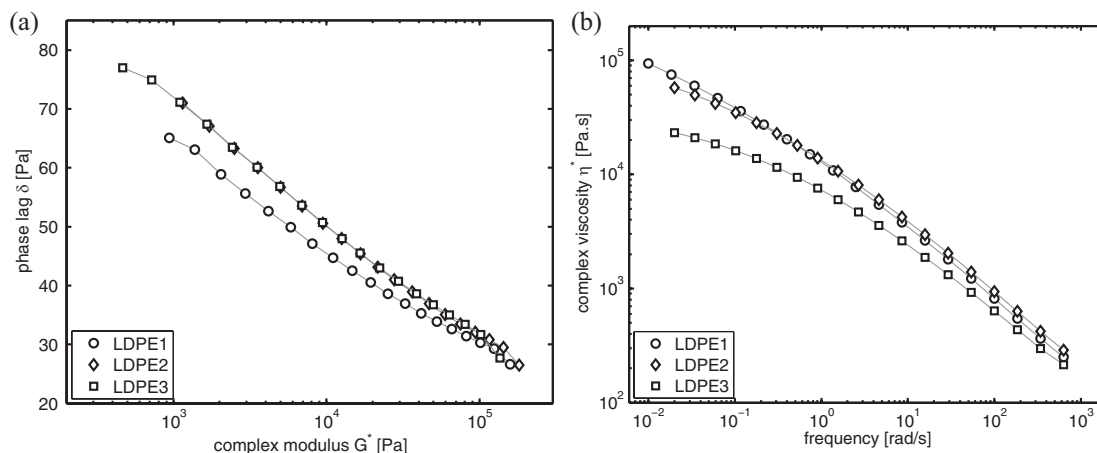 (a)
80
70
60
50
40
30
20
phase lag δ [Pa]
10^3
10^4
10^5
complex modulus G^* [Pa]
LDPE1
LDPE2
LDPE3
(b)
10^5
10^4
10^3
10^2
complex viscosity η^* [Pa.s]
10^−2
10^−1
10^0
10^1
10^2
10^3
frequency [rad/s]
LDPE1
LDPE2
LDPE3